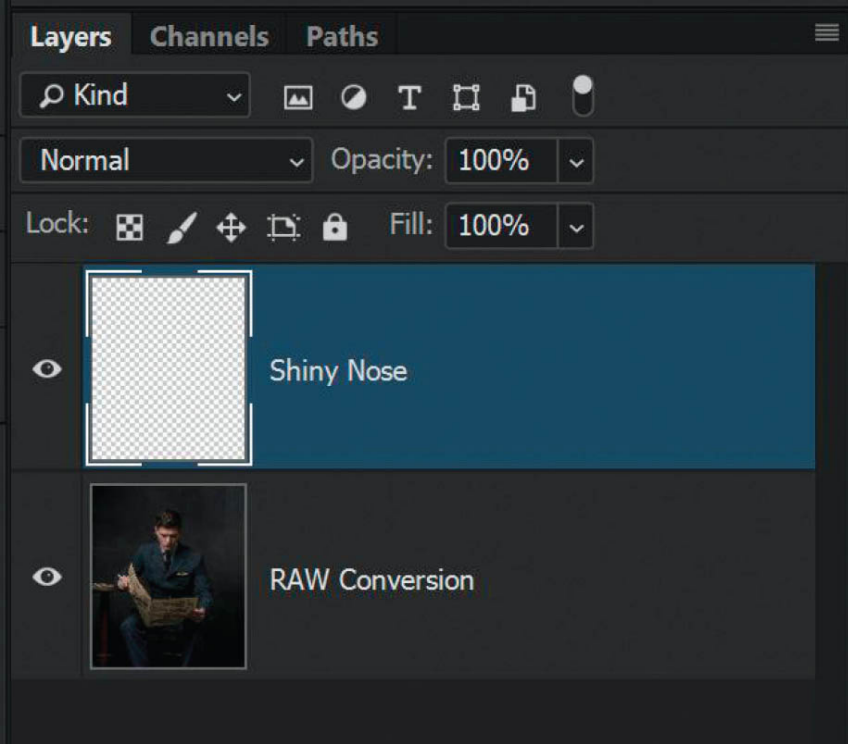 Layers Channels Paths
Kind
Normal Opacity: 100%
Lock: Fill: 100%
Shiny Nose
RAW Conversion